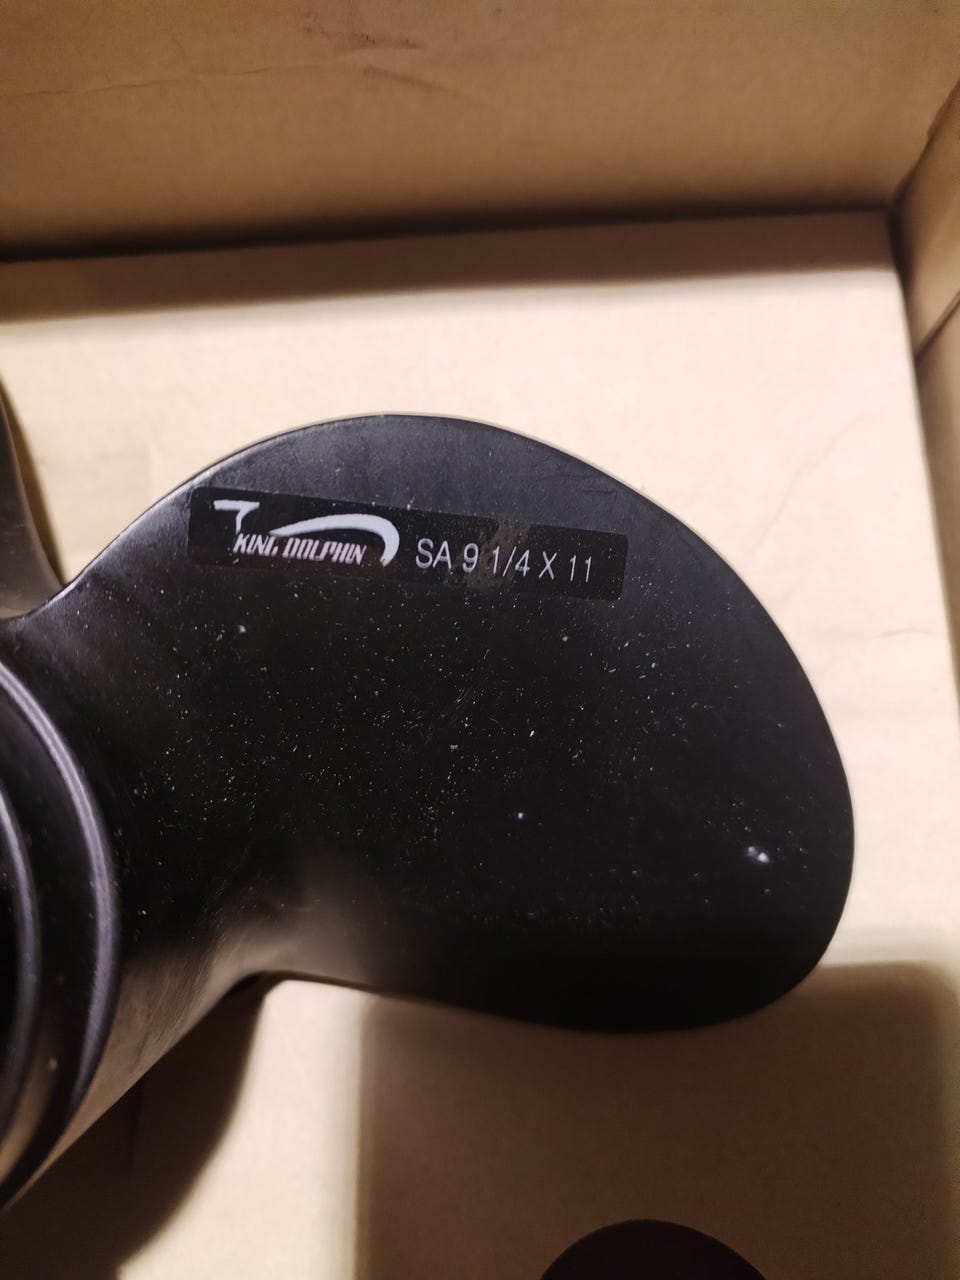 KING DOLPHIN SA 9 1/4 X 11